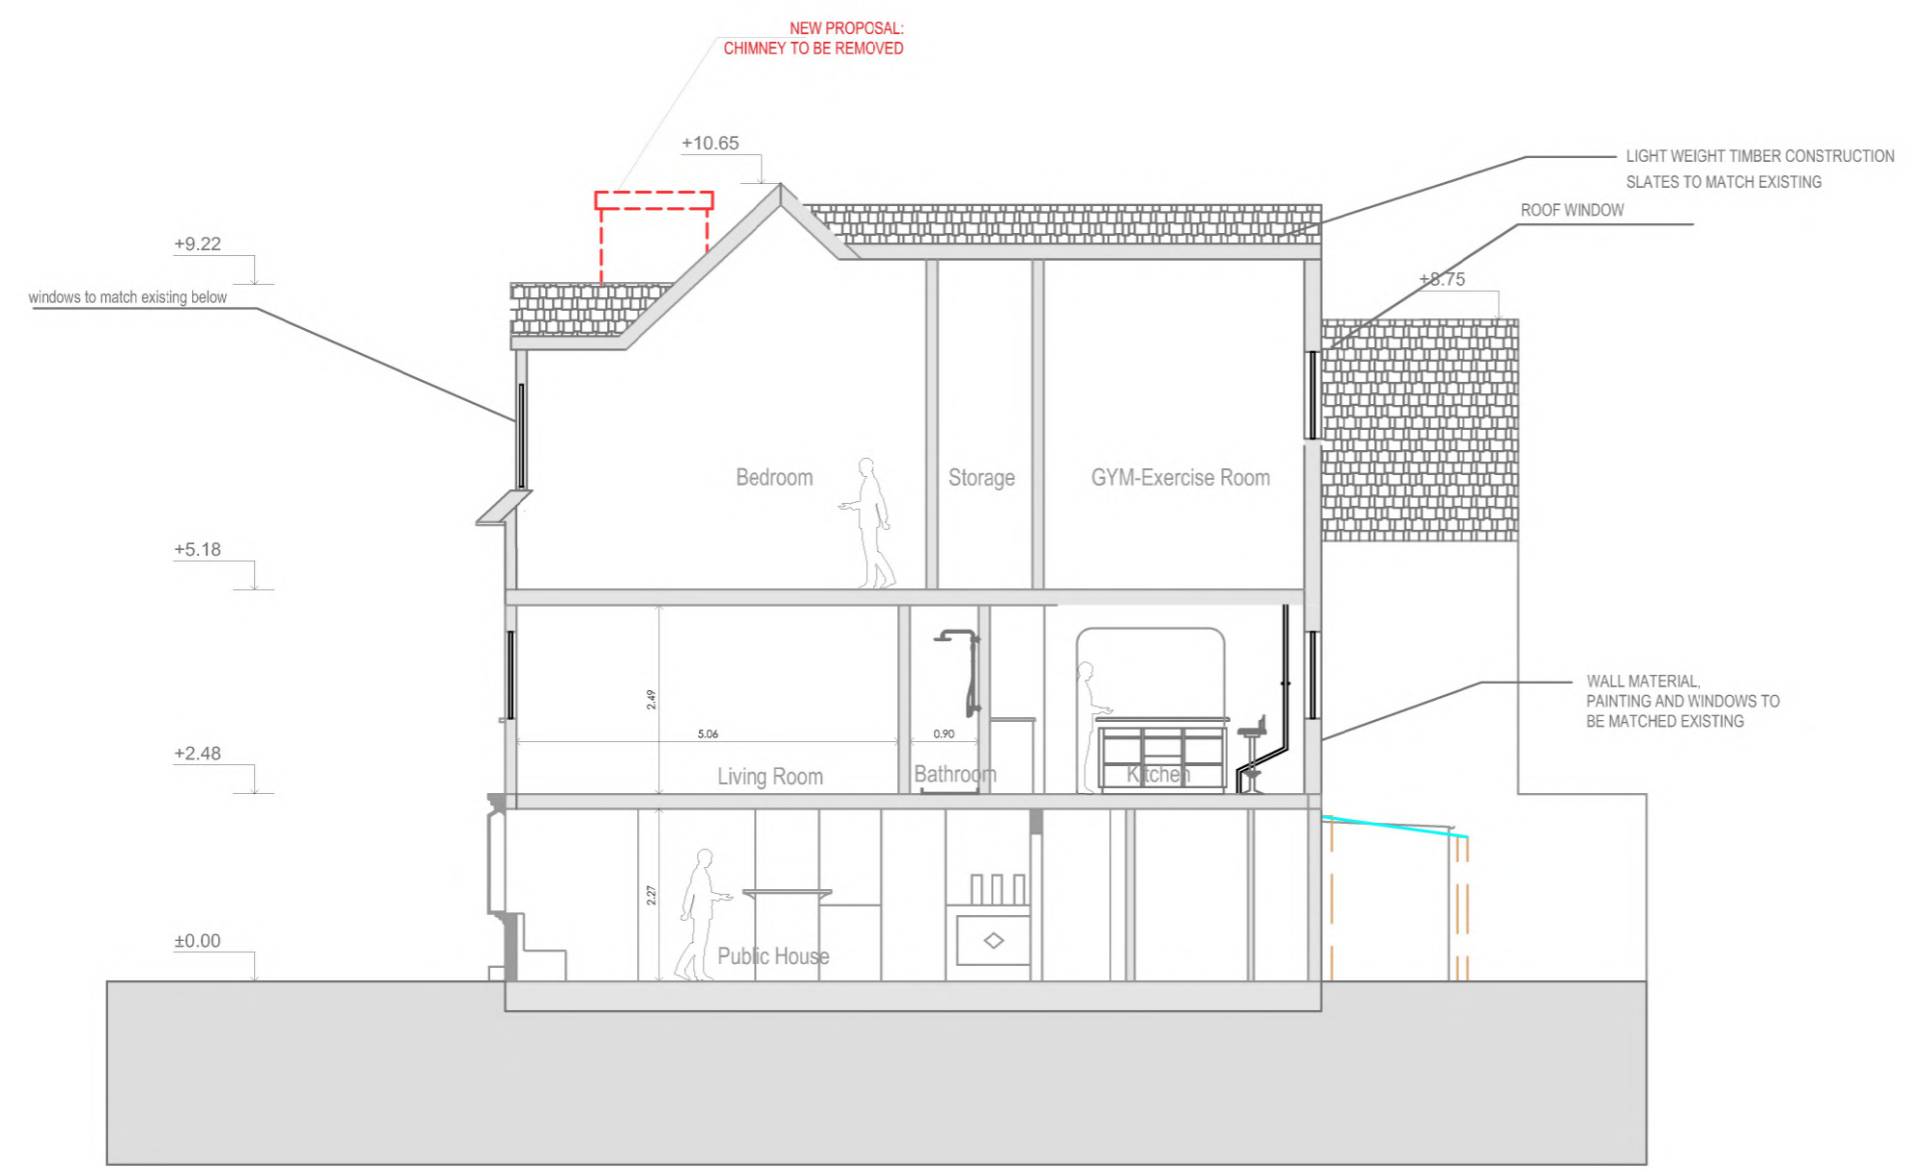 NEW PROPOSAL:
CHIMNEY TO BE REMOVED
+10.65
LIGHT WEIGHT TIMBER CONSTRUCTION
SLATES TO MATCH EXISTING
ROOF WINDOW
+9.22
+8.75
windows to match existing below
Bedroom
Storage
GYM-Exercise Room
+5.18
WALL MATERIAL,
PAINTING AND WINDOWS TO
BE MATCHED EXISTING
2.49
5.06
0.90
+2.48
Living Room
Bathroom
Kitchen
2.27
±0.00
Public House